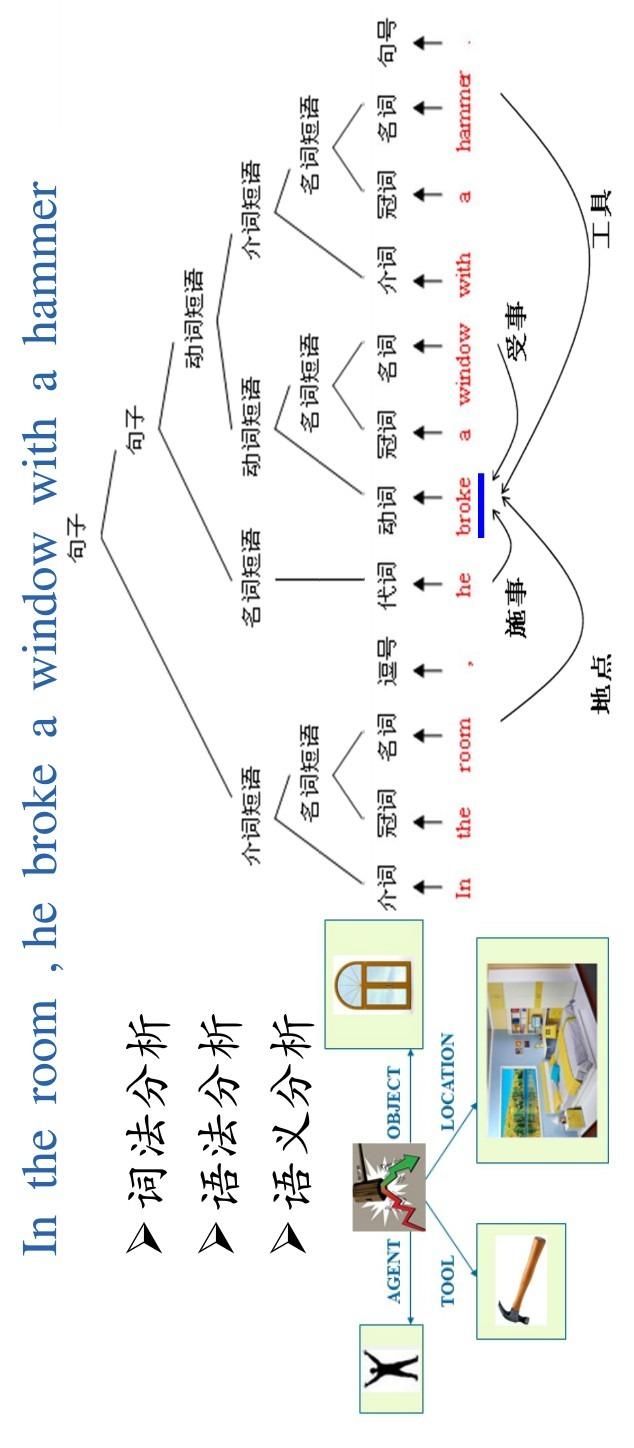 In the room , he broke a window with a hammer
➢ 词法分析
➢ 语法分析
➢ 语义分析
AGENT
OBJECT
TOOL
LOCATION
句子
句子
动词短语
介词短语 名词短语 动词短语 介词短语
名词短语 名词短语 名词短语
介词 冠词 名词 逗号 代词 动词 冠词 名词 介词 冠词 名词 句号
In the room , he broke a window with a hammer .
施事 受事
地点 工具